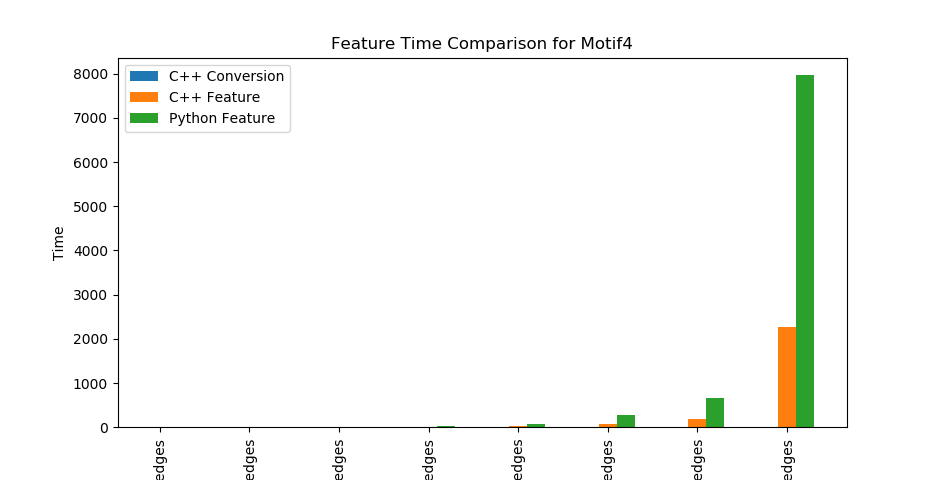 Feature Time Comparison for Motif4
C++ Conversion
C++ Feature
Python Feature
8000
7000
6000
5000
4000
3000
2000
1000
0
Time
edges
edges
edges
edges
edges
edges
edges
edges